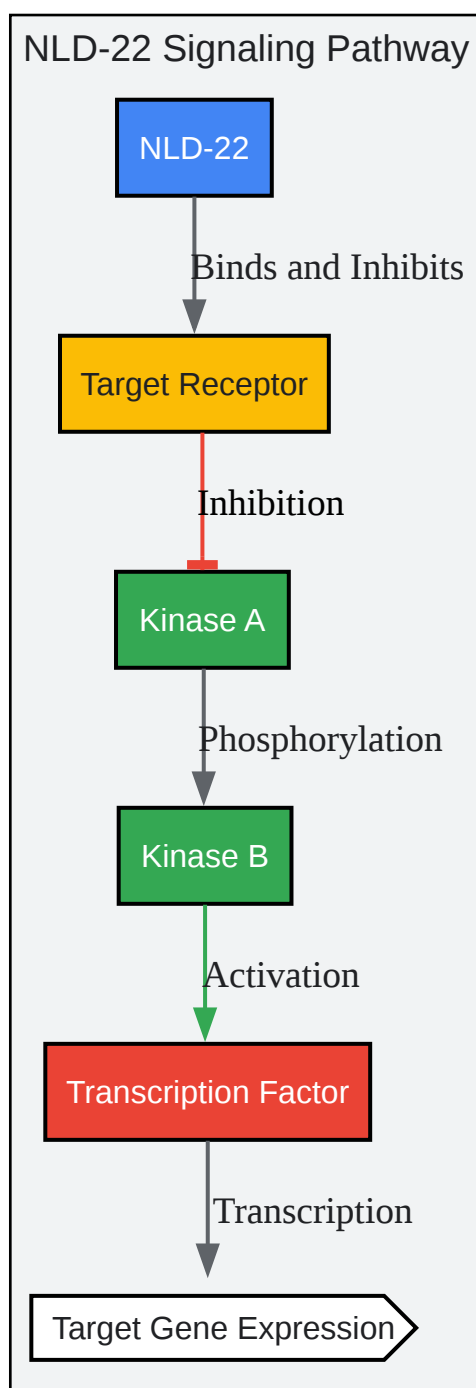 NLD-22 Signaling Pathway
NLD-22
Binds and Inhibits
Target Receptor
Inhibition
Kinase A
Phosphorylation
Kinase B
Activation
Transcription Factor
Transcription
Target Gene Expression